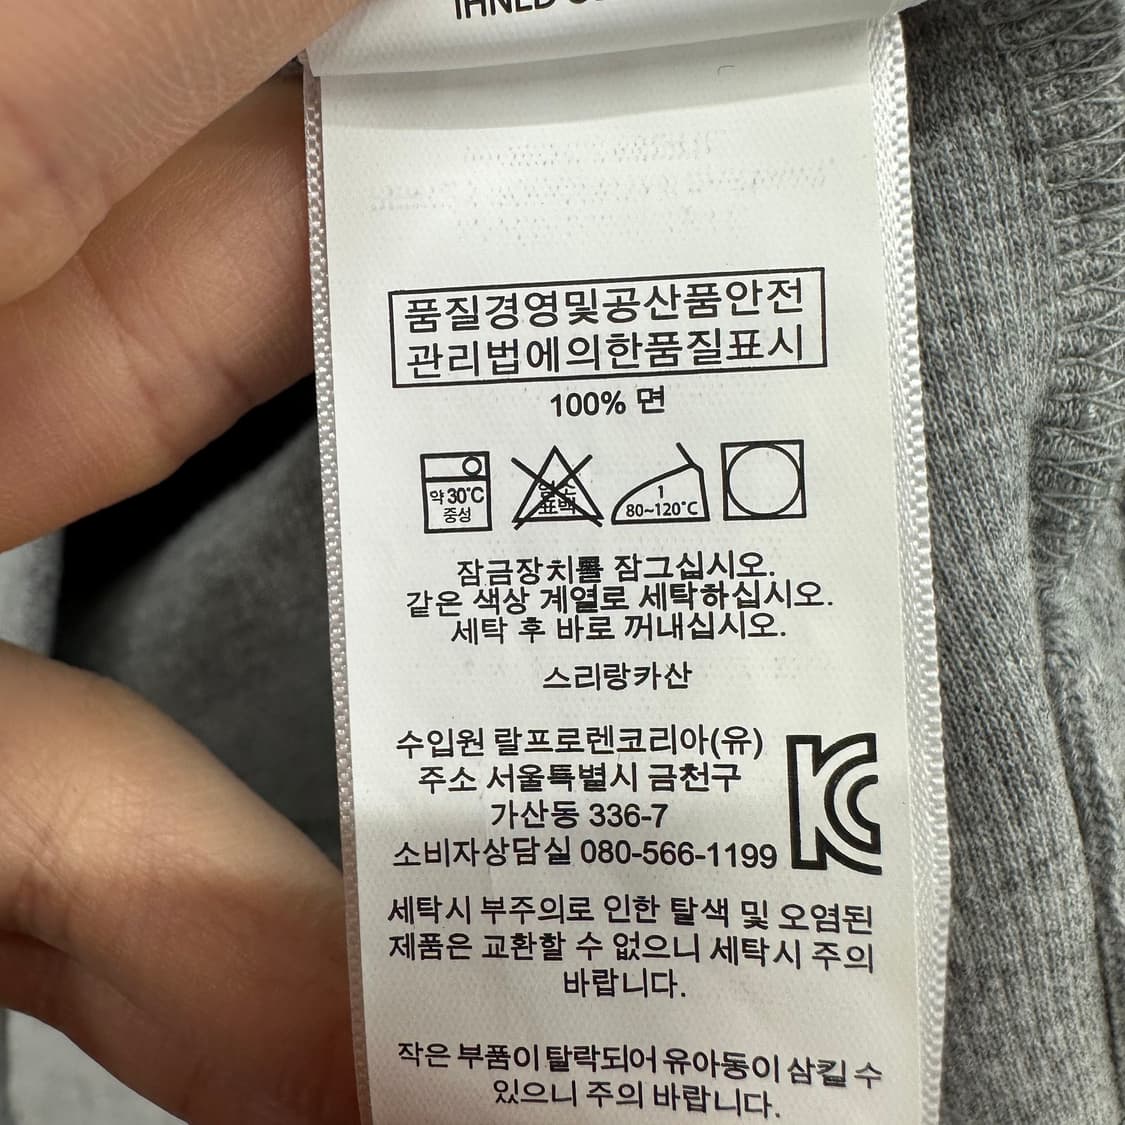 품질경영및공산품안전
관리법에의한품질표시
100% 면
약 30°C
중성
염소
표백
1
80~120°C
잠금장치를 잠그십시오.
같은 색상 계열로 세탁하십시오.
세탁 후 바로 꺼내십시오.
스리랑카산
수입원 랄프로렌코리아(유)
주소 서울특별시 금천구
가산동 336-7
소비자상담실 080-566-1199
KC
세탁시 부주의로 인한 탈색 및 오염된
제품은 교환할 수 없으니 세탁시 주의
바랍니다.
작은 부품이 탈락되어 유아동이 삼킬 수
있으니 주의 바랍니다.